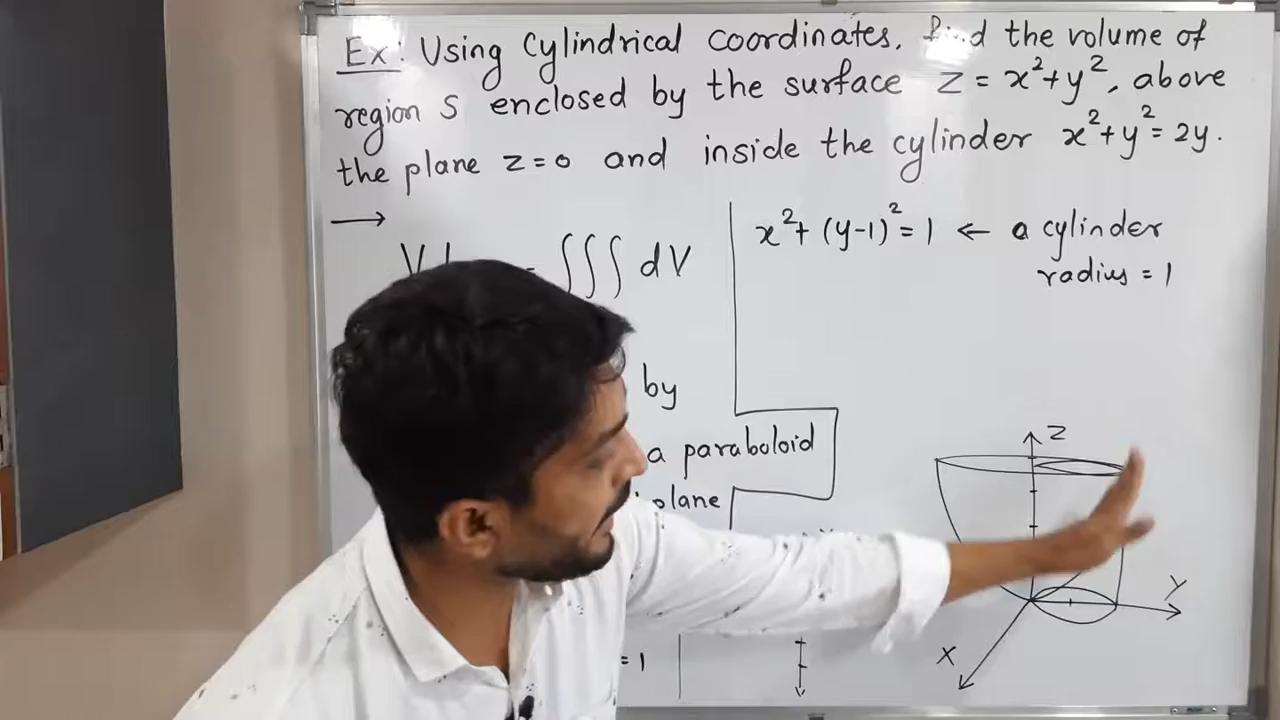 Ex: Using Cylindrical coordinates, find the volume of
region S enclosed by the surface z = x²+y², above
the plane z=0 and inside the cylinder x²+y²=2y.
→
= ∭ dV
by
a paraboloid
plane
=1
x²+(y-1)²=1 ← a cylinder
radius = 1
Z
Y
X